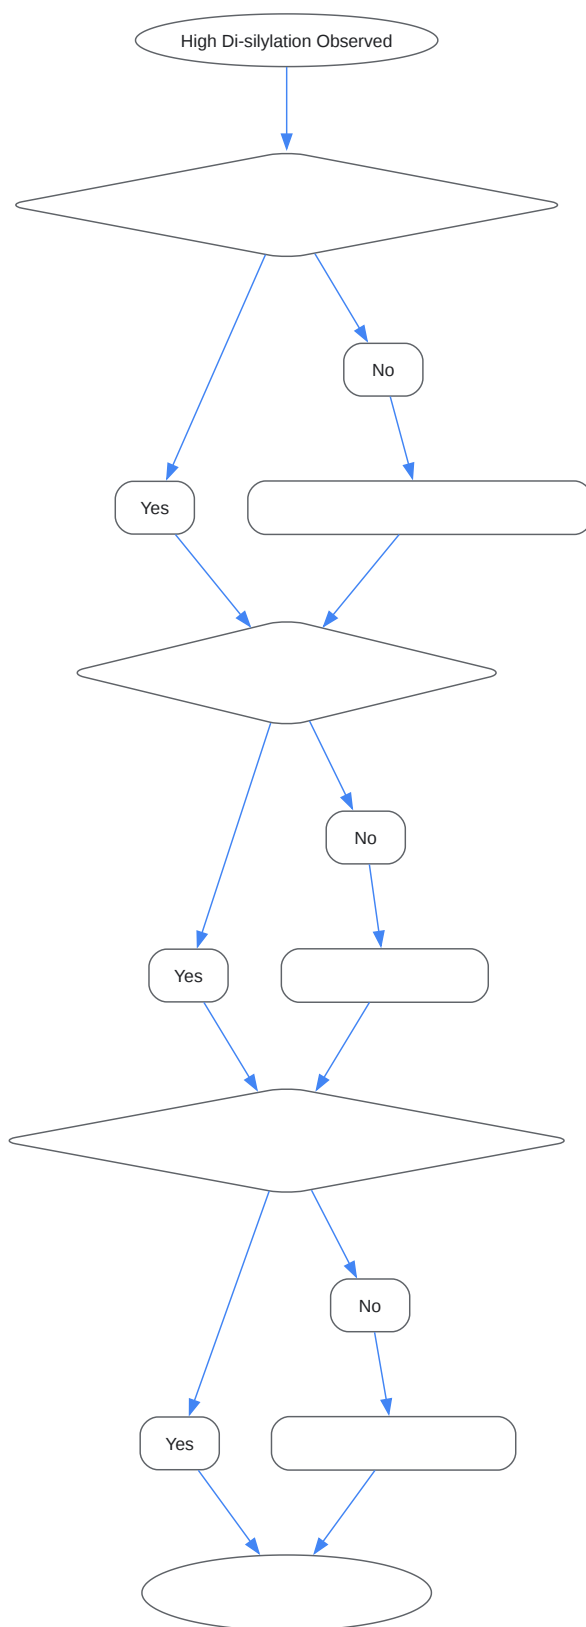 High Di-silylation Observed
No
Yes
No
Yes
No
Yes